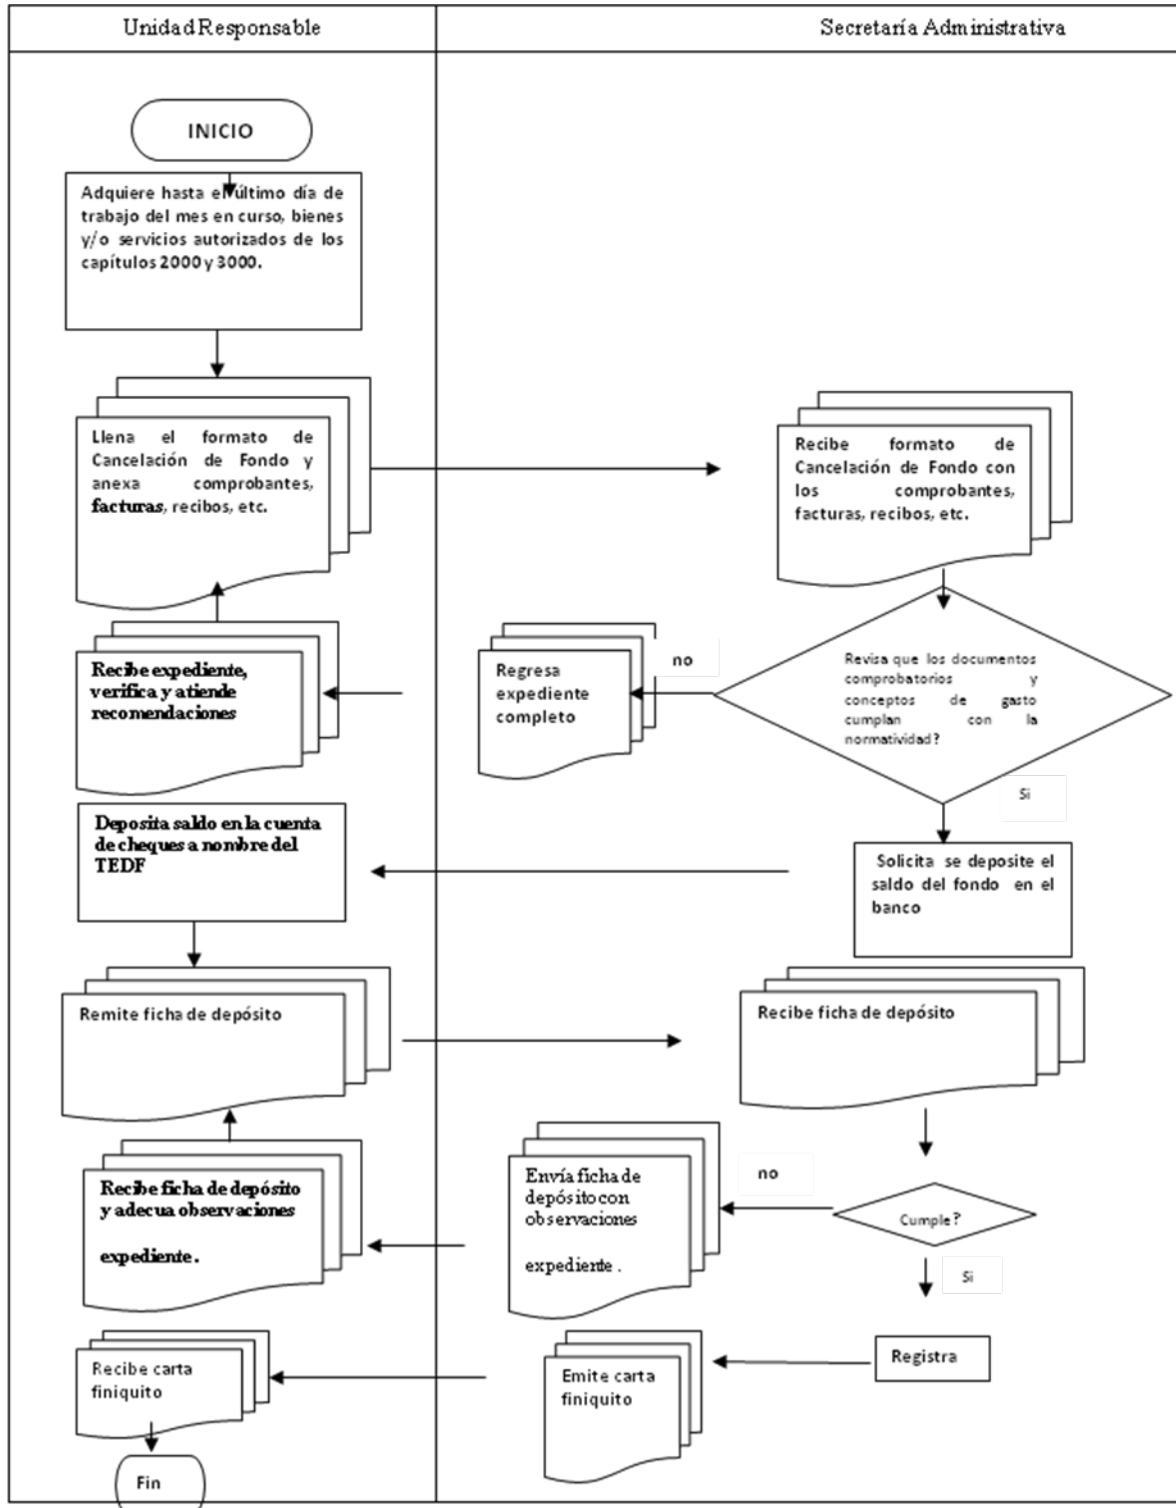 Unidad Responsable
Secretaría Administrativa
INICIO
Adquiere hasta el último día de
trabajo del mes en curso, bienes
y/o servicios autorizados de los
capítulos 2000 y 3000.
Llena el formato de
Cancelación de Fondo y
anexa comprobantes,
facturas, recibos, etc.
Recibe formato de
Cancelación de Fondo con
los comprobantes,
facturas, recibos, etc.
Revisa que los documentos
comprobatorios y
conceptos de gasto
cumplan con la
normatividad?
no
Regresa
expediente
completo
Recibe expediente,
verifica y atiende
recomendaciones
Si
Solicita se deposite el
saldo del fondo en el
banco
Deposita saldo en la cuenta
de cheques a nombre del
TEDF
Remite ficha de depósito
Recibe ficha de depósito
Cumple?
no
Envía ficha de
depósito con
observaciones
expediente .
Recibe ficha de depósito
y adecua observaciones
expediente .
Si
Registra
Emite carta
finiquito
Recibe carta
finiquito
Fin